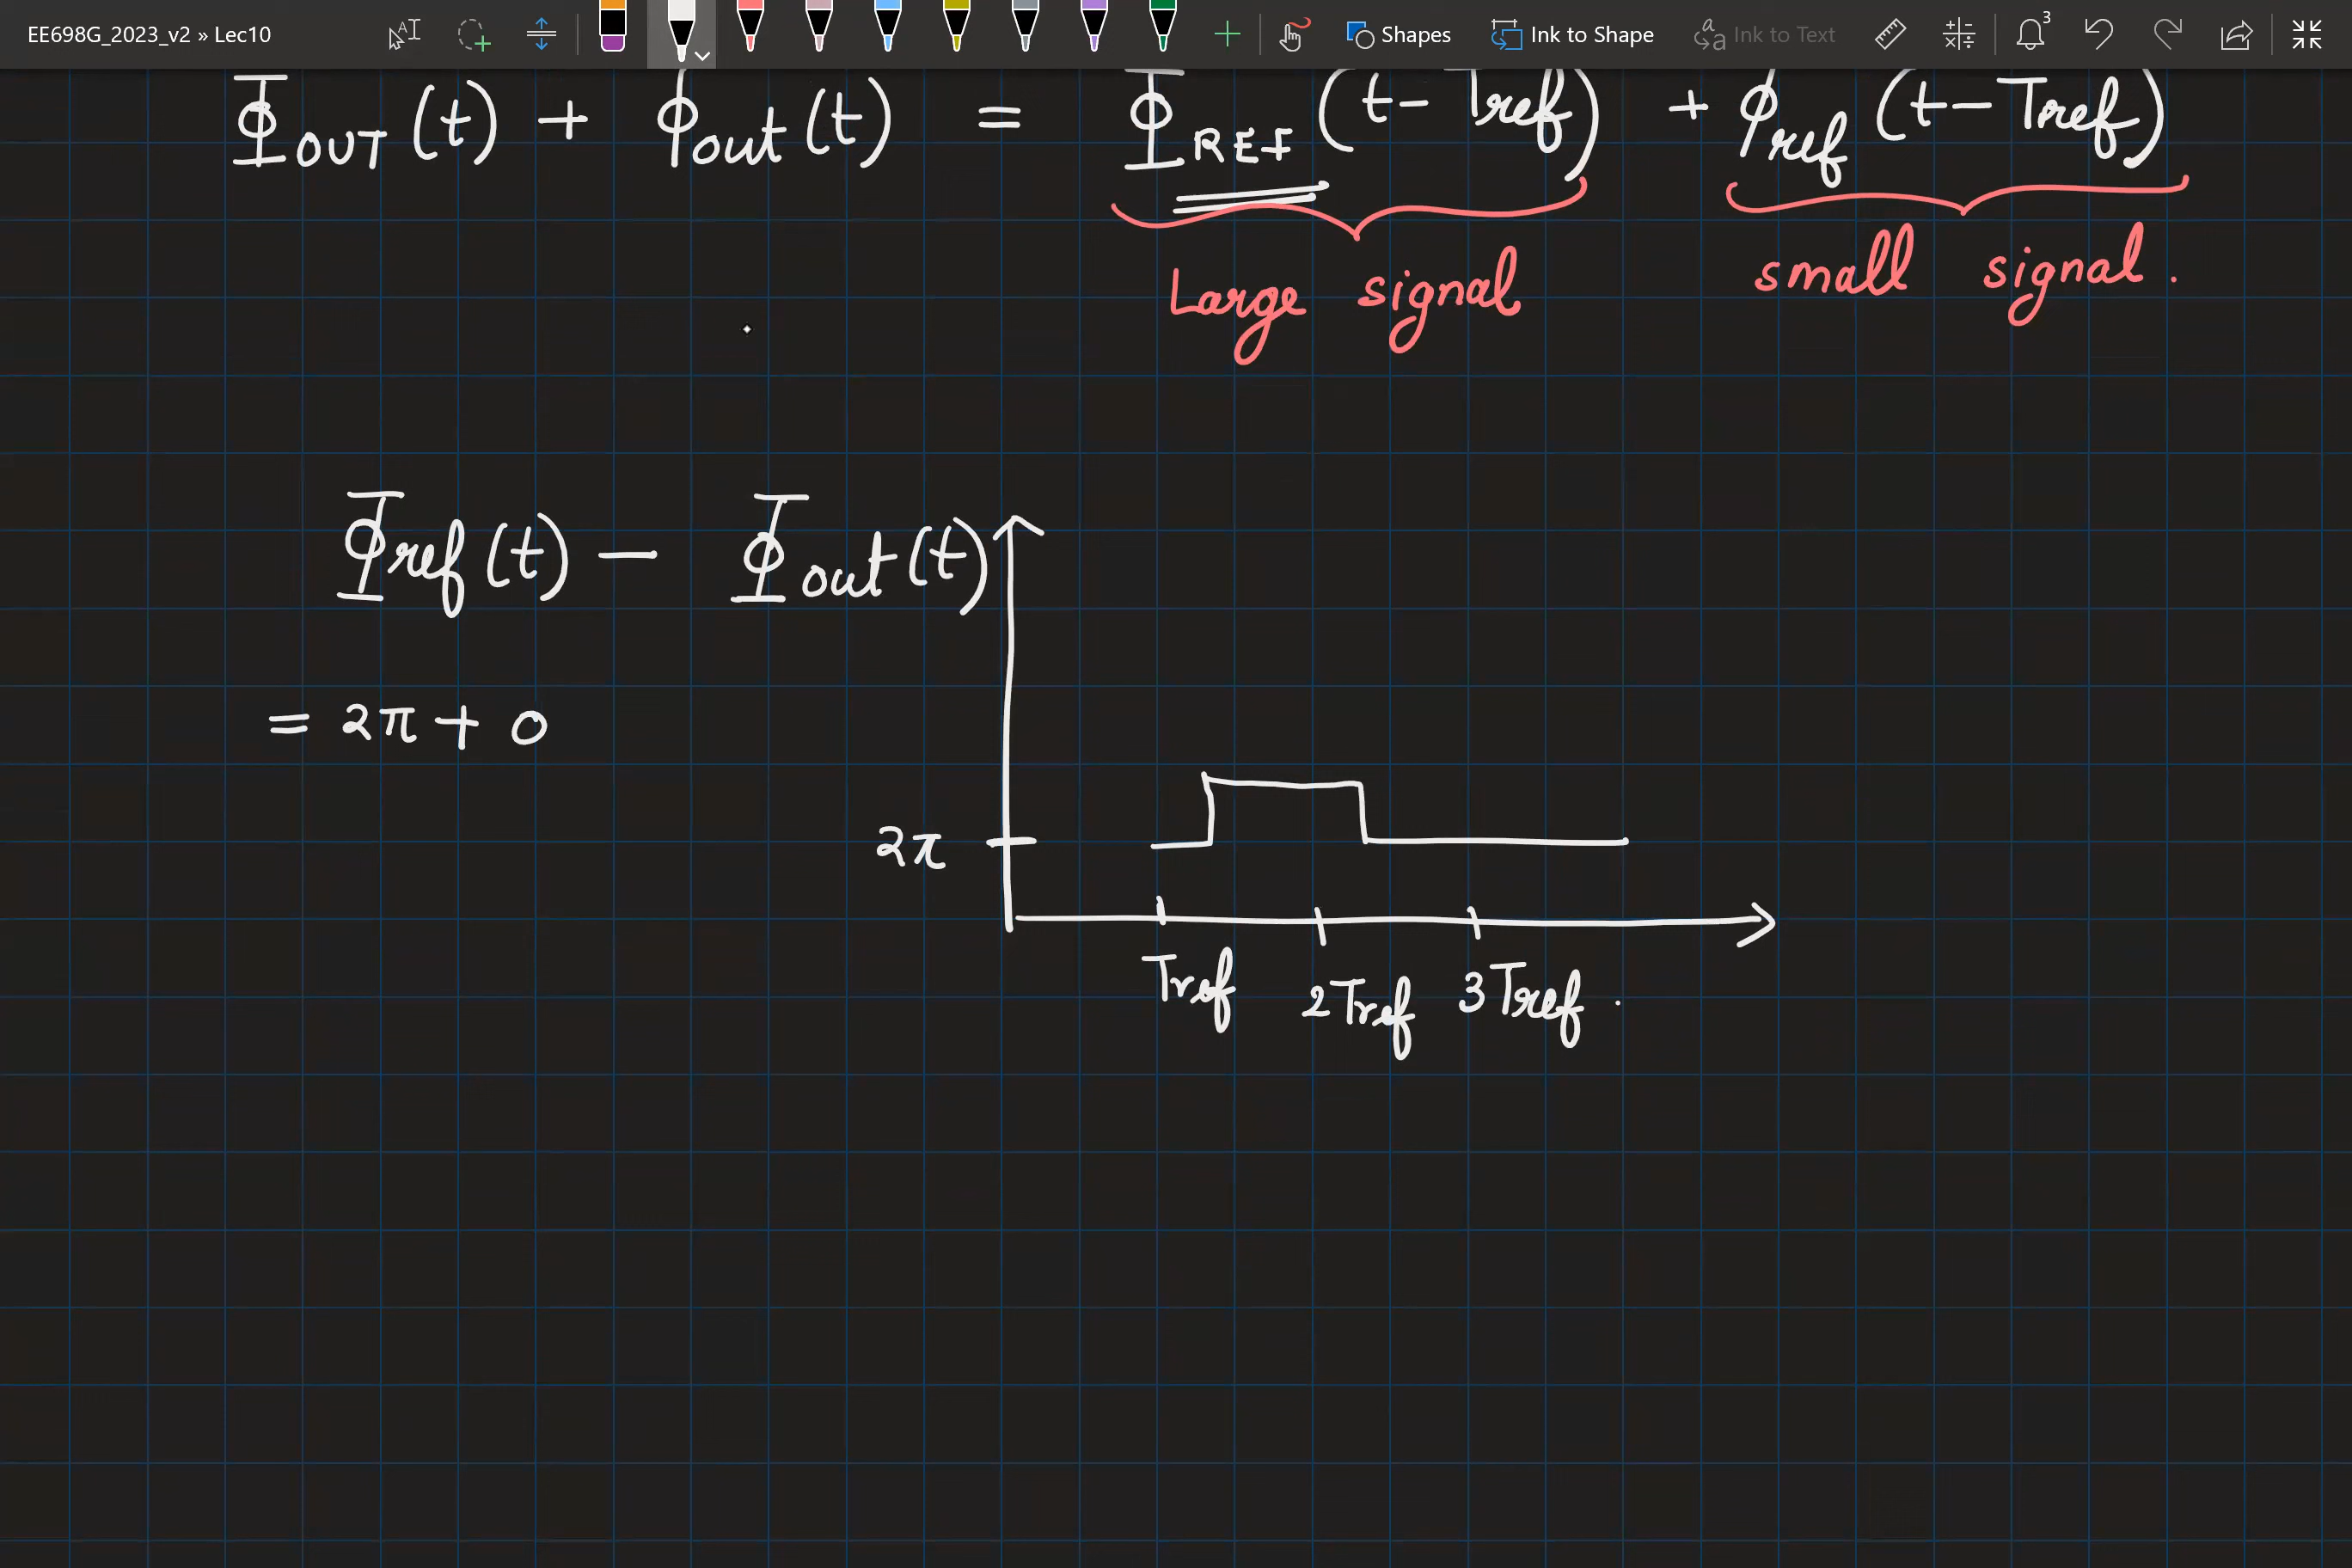 EE698G_2023_v2 » Lec10 Shapes Ink to Shape Ink to Text 3
Φ_OUT (t) + ϕ_out (t) = Φ_REF (t - Tref) + ϕ_ref (t - Tref)
Large signal small signal.
Φref (t) - Φout (t)
= 2π + 0
2π
Tref 2Tref 3Tref.